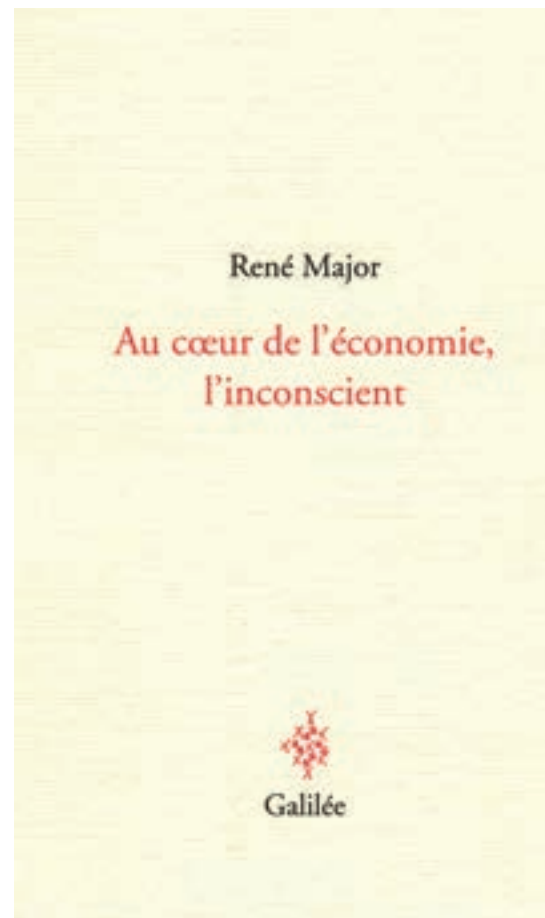 René Major
Au cœur de l’économie,
l’inconscient
Galilée